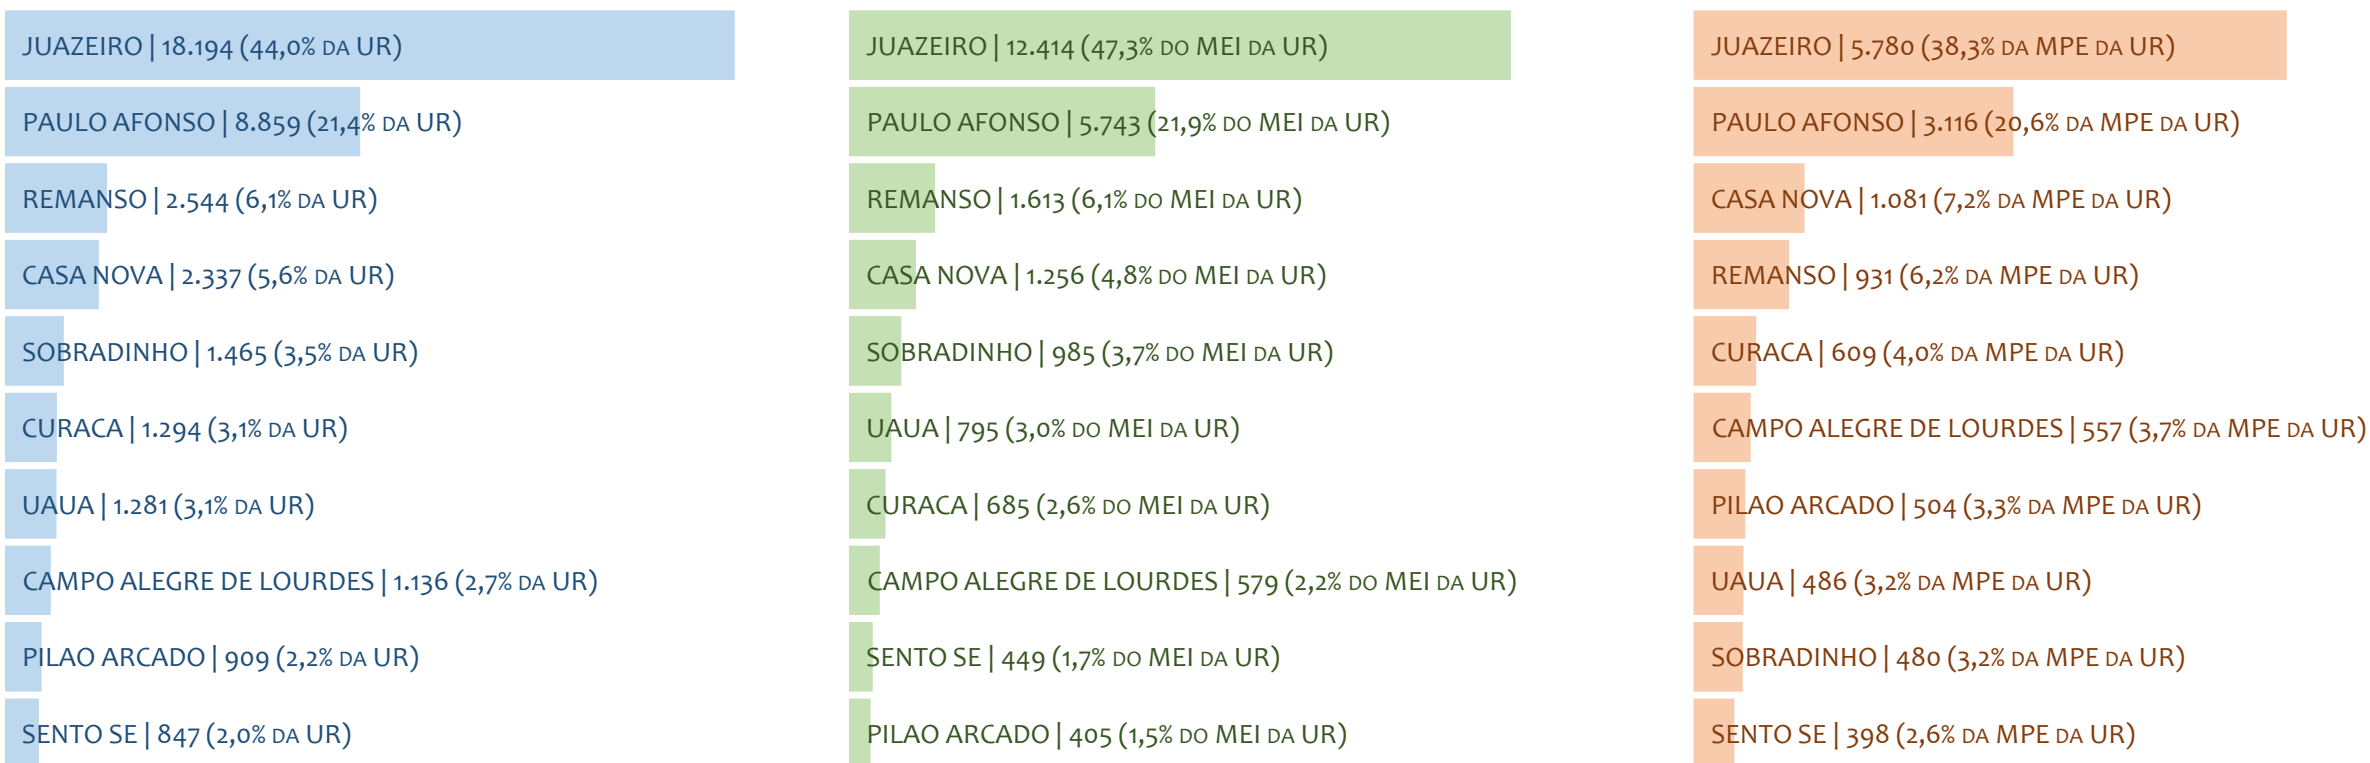 JUAZEIRO | 18.194 (44,0% DA UR)
PAULO AFONSO | 8.859 (21,4% DA UR)
REMANSO | 2.544 (6,1% DA UR)
CASA NOVA | 2.337 (5,6% DA UR)
SOBRADINHO | 1.465 (3,5% DA UR)
CURACA | 1.294 (3,1% DA UR)
UAUA | 1.281 (3,1% DA UR)
CAMPO ALEGRE DE LOURDES | 1.136 (2,7% DA UR)
PILAO ARCADO | 909 (2,2% DA UR)
SENTO SE | 847 (2,0% DA UR)
JUAZEIRO | 12.414 (47,3% DO MEI DA UR)
PAULO AFONSO | 5.743 (21,9% DO MEI DA UR)
REMANSO | 1.613 (6,1% DO MEI DA UR)
CASA NOVA | 1.256 (4,8% DO MEI DA UR)
SOBRADINHO | 985 (3,7% DO MEI DA UR)
UAUA | 795 (3,0% DO MEI DA UR)
CURACA | 685 (2,6% DO MEI DA UR)
CAMPO ALEGRE DE LOURDES | 579 (2,2% DO MEI DA UR)
SENTO SE | 449 (1,7% DO MEI DA UR)
PILAO ARCADO | 405 (1,5% DO MEI DA UR)
JUAZEIRO | 5.780 (38,3% DA MPE DA UR)
PAULO AFONSO | 3.116 (20,6% DA MPE DA UR)
CASA NOVA | 1.081 (7,2% DA MPE DA UR)
REMANSO | 931 (6,2% DA MPE DA UR)
CURACA | 609 (4,0% DA MPE DA UR)
CAMPO ALEGRE DE LOURDES | 557 (3,7% DA MPE DA UR)
PILAO ARCADO | 504 (3,3% DA MPE DA UR)
UAUA | 486 (3,2% DA MPE DA UR)
SOBRADINHO | 480 (3,2% DA MPE DA UR)
SENTO SE | 398 (2,6% DA MPE DA UR)